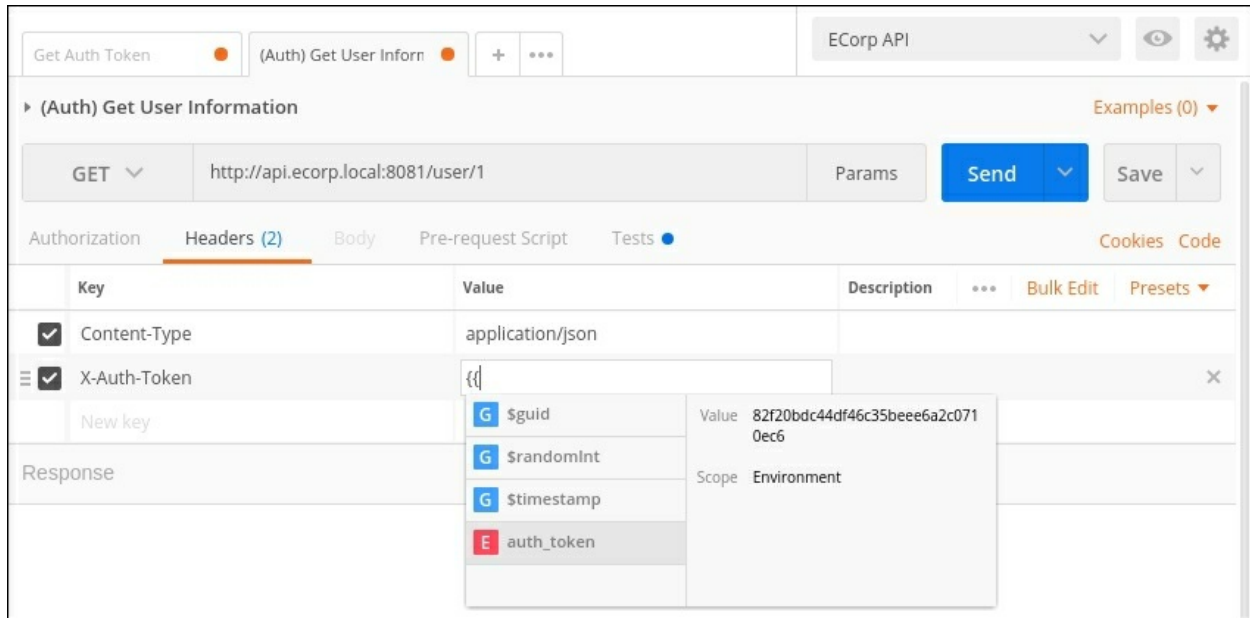 Get Auth Token (Auth) Get User Inforn + ECorp API
(Auth) Get User Information Examples (0)
GET http://api.ecorp.local:8081/user/1 Params Send Save
Authorization Headers (2) Body Pre-request Script Tests Cookies Code
Key Value Description Bulk Edit Presets
Content-Type application/json
X-Auth-Token {{
New key
G $guid
G $randomInt
G $timestamp
E auth_token
Value 82f20bdc44df46c35beee6a2c071
0ec6
Scope Environment
Response